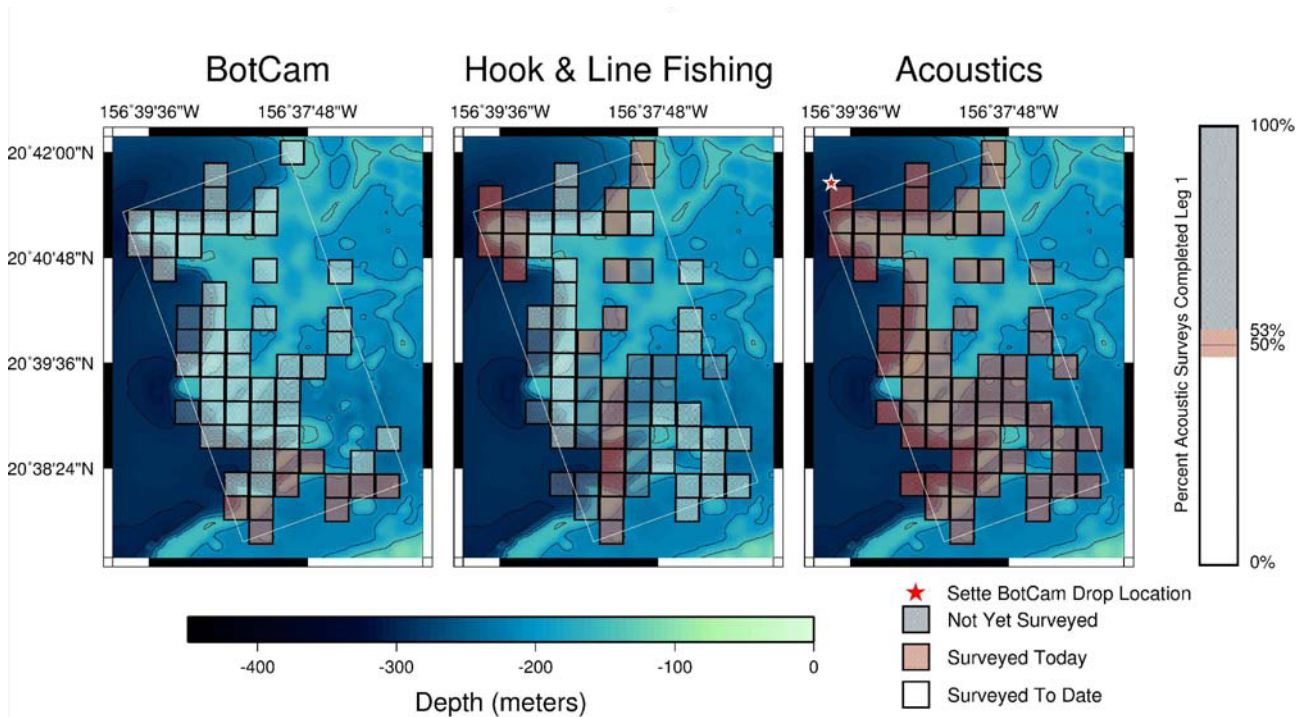 BotCam
Hook & Line Fishing
Acoustics
156˚39'36"W 156˚37'48"W
156˚39'36"W 156˚37'48"W
156˚39'36"W 156˚37'48"W
20˚42'00"N
20˚40'48"N
20˚39'36"N
20˚38'24"N
100%
53%
50%
0%
Percent Acoustic Surveys Completed Leg 1
-400 -300 -200 -100 0
Depth (meters)
Sette BotCam Drop Location
Not Yet Surveyed
Surveyed Today
Surveyed To Date